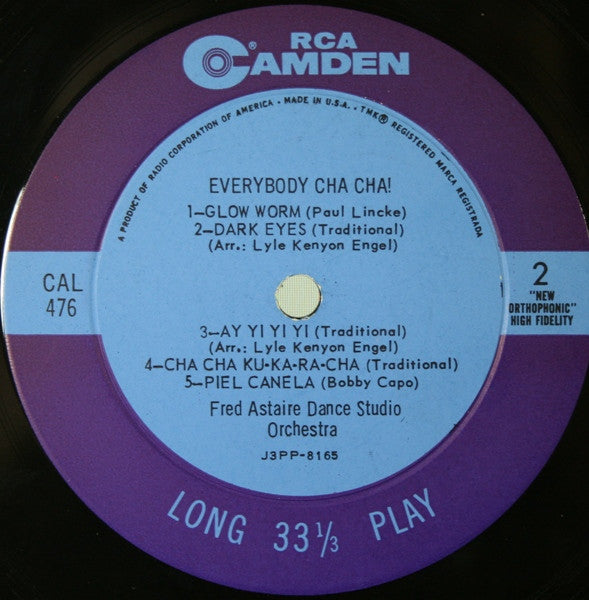 RCA
CAMDEN®
A PRODUCT OF RADIO CORPORATION OF AMERICA • MADE IN U.S.A. • TMK® REGISTERED MARCA REGISTRADA
EVERYBODY CHA CHA!
1—GLOW WORM (Paul Lincke)
2—DARK EYES (Traditional)
(Arr.: Lyle Kenyon Engel)
CAL
476
2
"NEW
ORTHOPHONIC"
HIGH FIDELITY
3—AY YI YI YI (Traditional)
(Arr.: Lyle Kenyon Engel)
4—CHA CHA KU•KA•RA•CHA (Traditional)
5—PIEL CANELA (Bobby Capo)
Fred Astaire Dance Studio
Orchestra
J3PP-8165
LONG 33⅓ PLAY